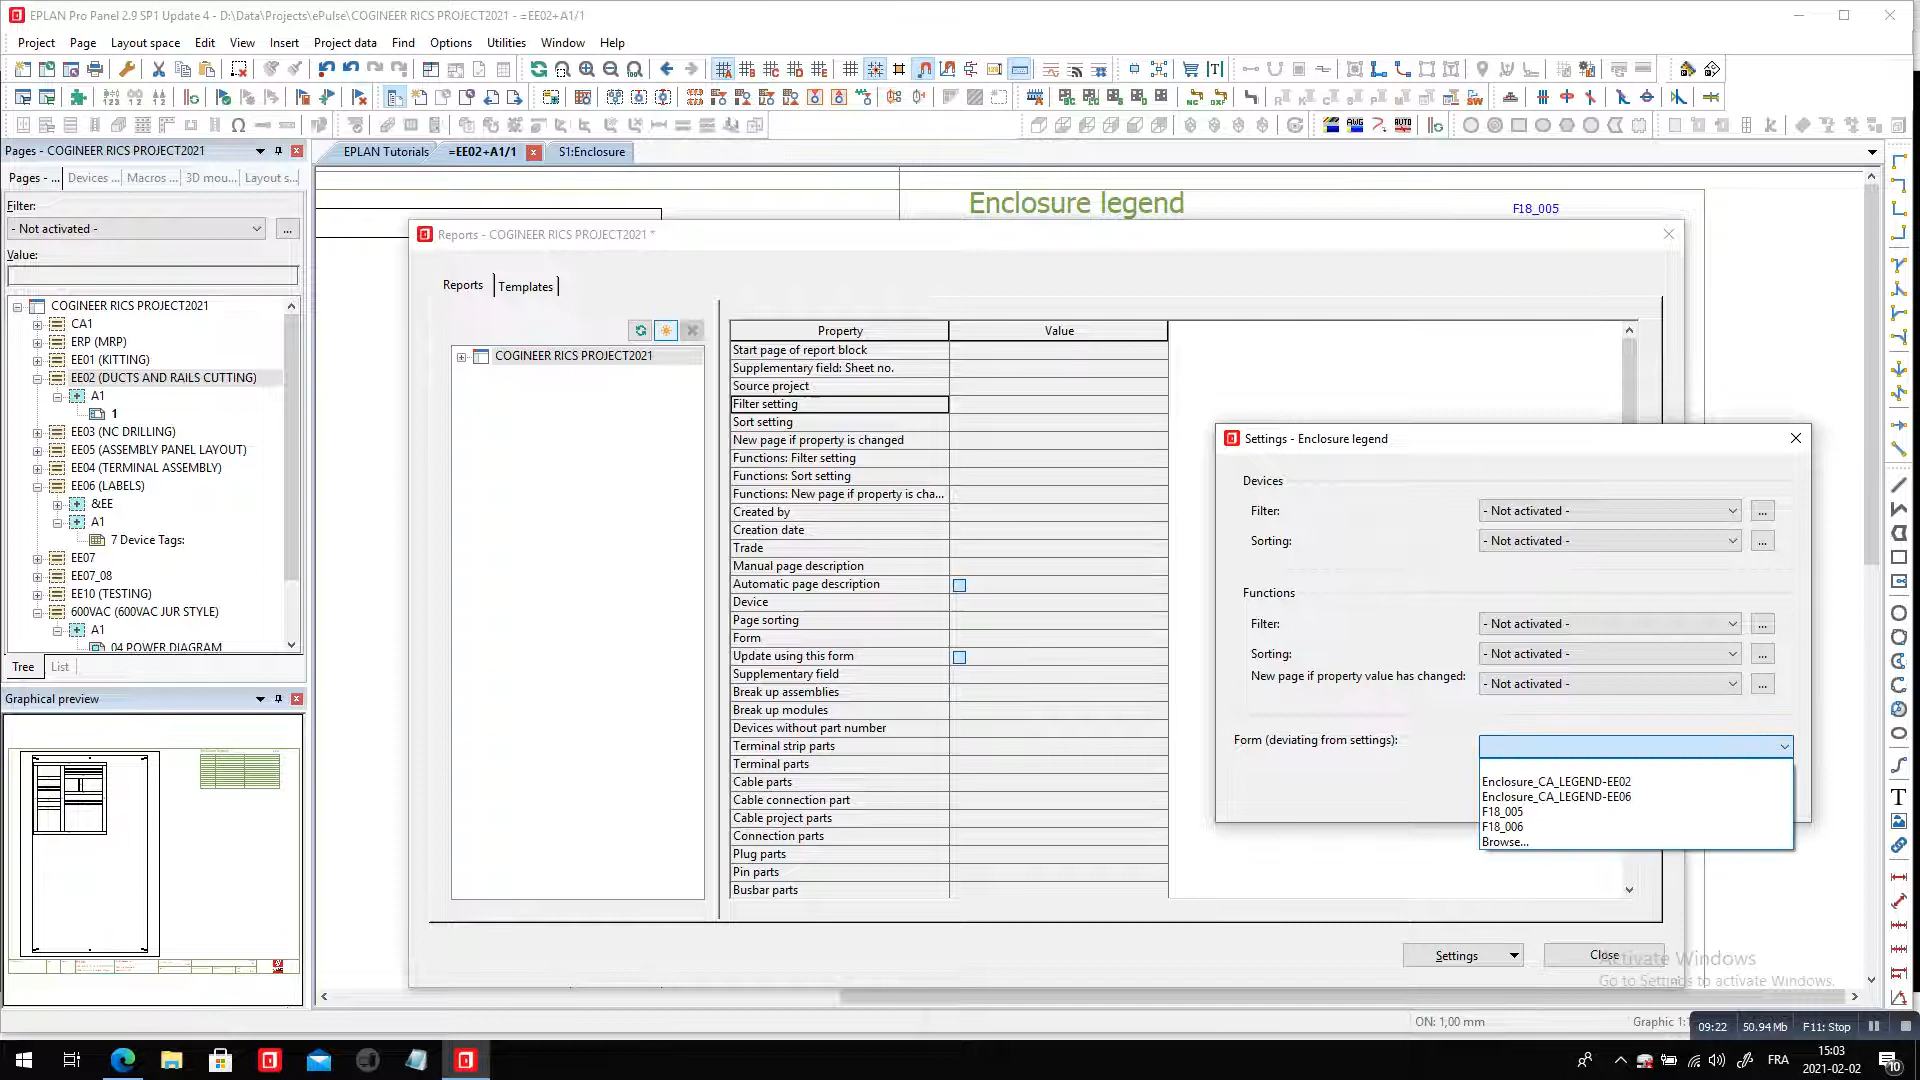 EPLAN Pro Panel 2.9 SP1 Update 4 - D:\Data\Projects\ePulse\COGINEER RICS PROJECT2021 - =EE02+A1/1
Project Page Layout space Edit View Insert Project data Find Options Utilities Window Help
Pages - COGINEER RICS PROJECT2021
EPLAN Tutorials =EE02+A1/1 S1:Enclosure
Pages - ... Devices ... Macros ... 3D mou... Layout s...
Filter:
- Not activated -
...
Value:
COGINEER RICS PROJECT2021
CA1
ERP (MRP)
EE01 (KITTING)
EE02 (DUCTS AND RAILS CUTTING)
A1
1
EE03 (NC DRILLING)
EE05 (ASSEMBLY PANEL LAYOUT)
EE04 (TERMINAL ASSEMBLY)
EE06 (LABELS)
&EE
A1
7 Device Tags:
EE07
EE07_08
EE10 (TESTING)
600VAC (600VAC JUR STYLE)
A1
04 POWER DIAGRAM
Tree List
Graphical preview
Enclosure legend
F18_005
Reports - COGINEER RICS PROJECT2021 *
Reports Templates
COGINEER RICS PROJECT2021
Property Value
Start page of report block
Supplementary field: Sheet no.
Source project
Filter setting
Sort setting
New page if property is changed
Functions: Filter setting
Functions: Sort setting
Functions: New page if property is cha...
Created by
Creation date
Trade
Manual page description
Automatic page description
Device
Page sorting
Form
Update using this form
Supplementary field
Break up assemblies
Break up modules
Devices without part number
Terminal strip parts
Terminal parts
Cable parts
Cable connection part
Cable project parts
Connection parts
Plug parts
Pin parts
Busbar parts
Settings
Close
Settings - Enclosure legend
Devices
Filter: - Not activated - ...
Sorting: - Not activated - ...
Functions
Filter: - Not activated - ...
Sorting: - Not activated - ...
New page if property value has changed: - Not activated - ...
Form (deviating from settings):
Enclosure_CA_LEGEND-EE02
Enclosure_CA_LEGEND-EE06
F18_005
F18_006
Browse...
Activate Windows
Go to Settings to activate Windows.
ON: 1,00 mm
Graphic 1:1
09:22 50.94 Mb F11: Stop
FRA
15:03
2021-02-02
10